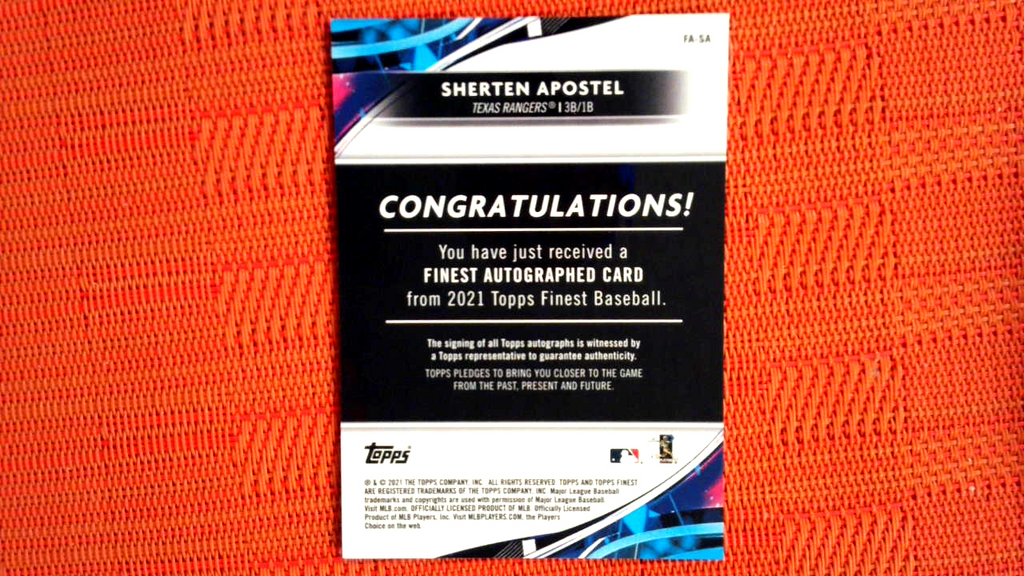 FA-SA
SHERTEN APOSTEL
TEXAS RANGERS® | 3B/1B
CONGRATULATIONS!
You have just received a
FINEST AUTOGRAPHED CARD
from 2021 Topps Finest Baseball.
The signing of all Topps autographs is witnessed by
a Topps representative to guarantee authenticity.
TOPPS PLEDGES TO BRING YOU CLOSER TO THE GAME
FROM THE PAST, PRESENT AND FUTURE.
Topps®
® & © 2021 THE TOPPS COMPANY, INC. ALL RIGHTS RESERVED. TOPPS AND TOPPS FINEST
ARE REGISTERED TRADEMARKS OF THE TOPPS COMPANY, INC. Major League Baseball
trademarks and copyrights are used with permission of Major League Baseball.
Visit MLB.com. OFFICIALLY LICENSED PRODUCT OF MLB. Officially Licensed
Product of MLB Players, Inc. Visit MLBPLAYERS.COM, the Players
Choice on the web.